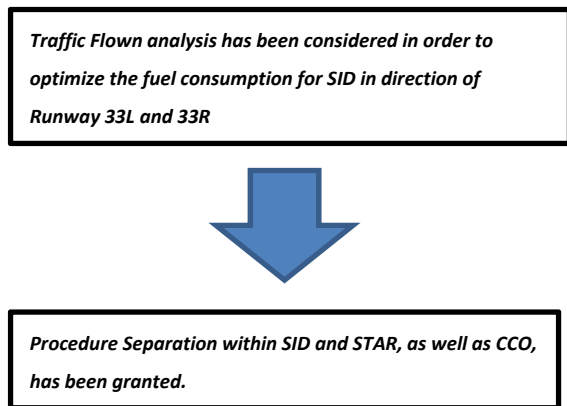 Traffic Flown analysis has been considered in order to
optimize the fuel consumption for SID in direction of
Runway 33L and 33R
Procedure Separation within SID and STAR, as well as CCO,
has been granted.